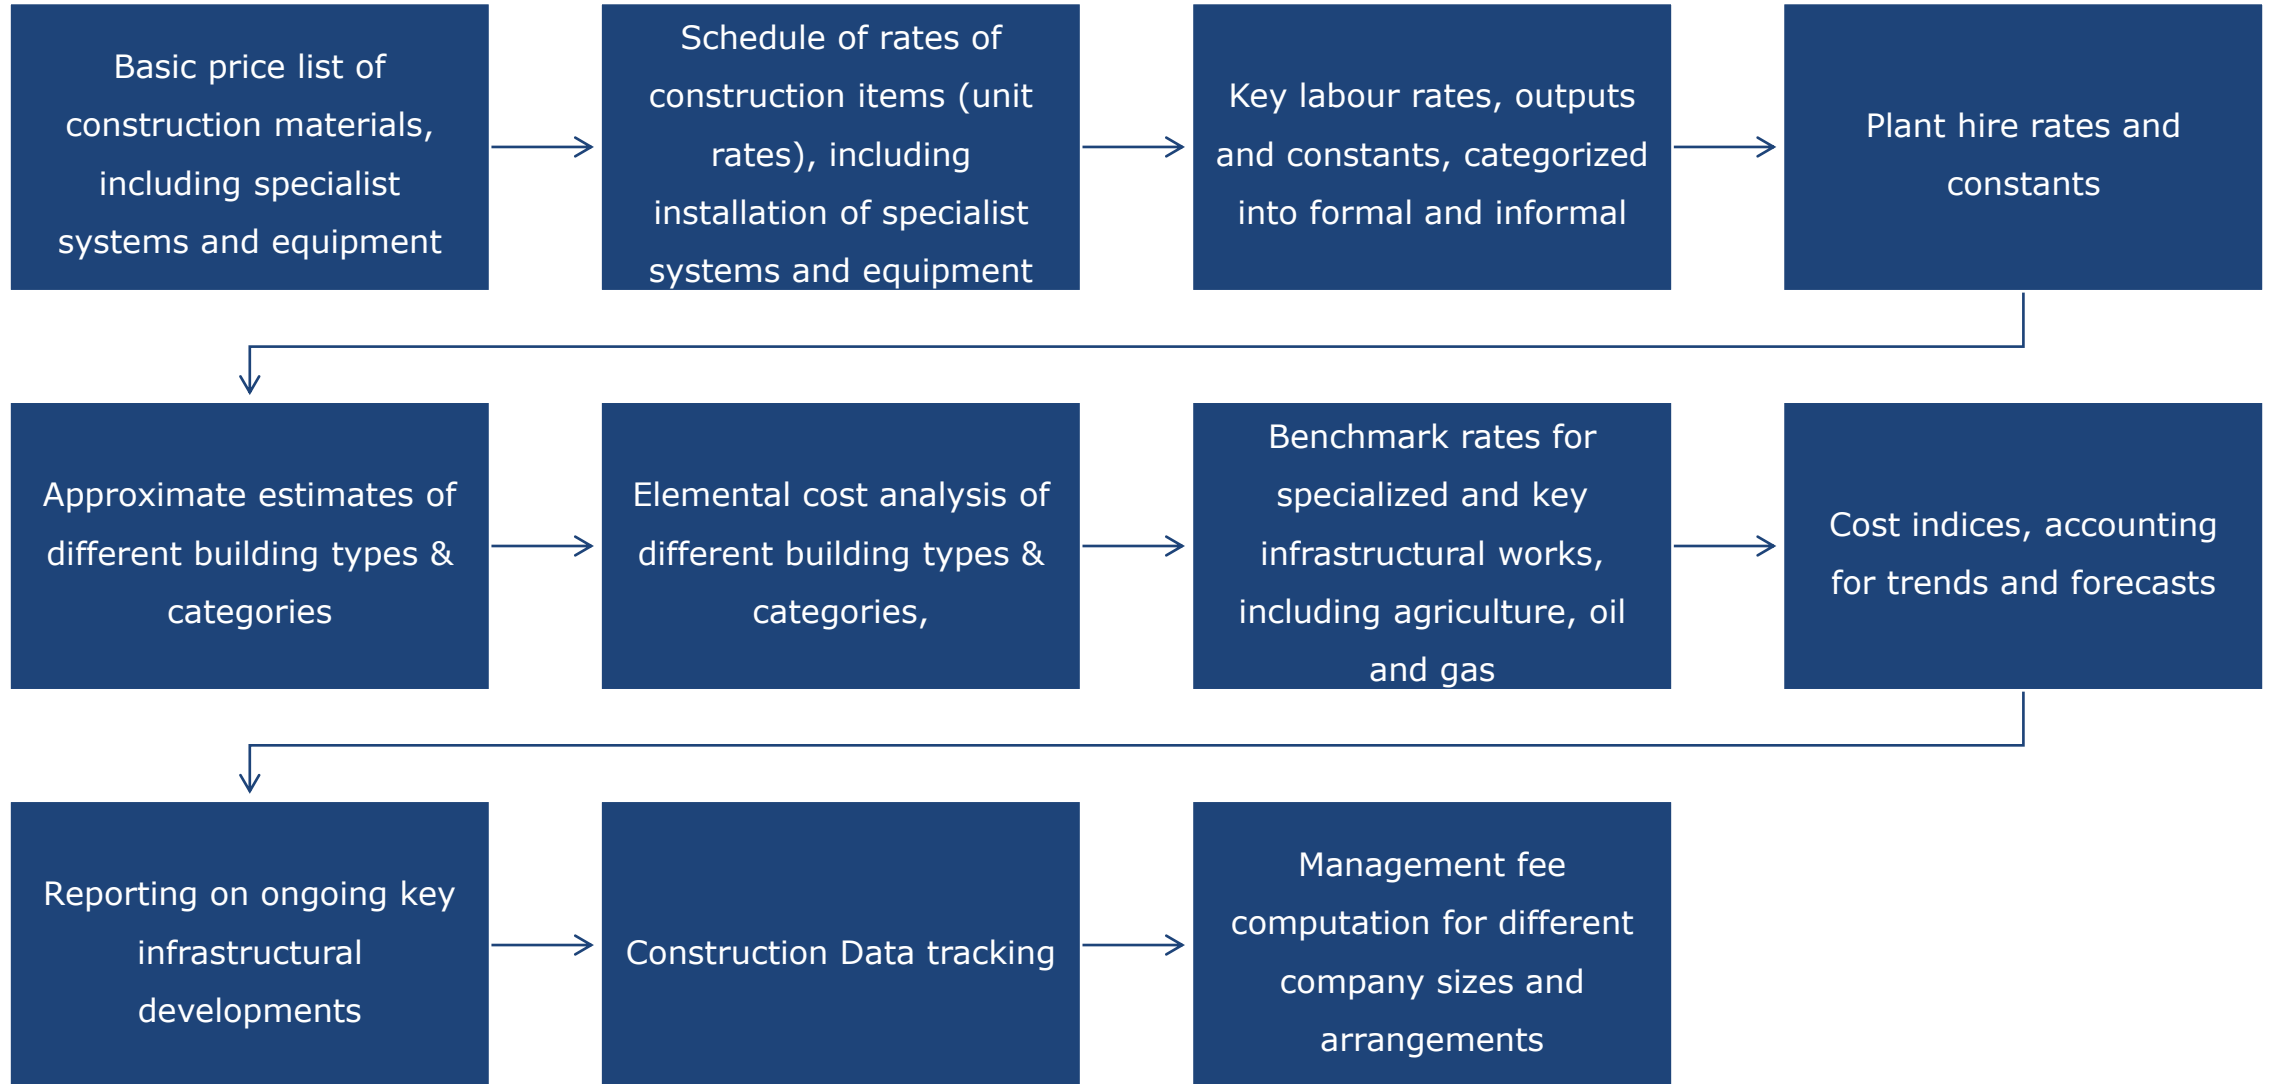 Basic price list of
construction materials,
including specialist
systems and equipment
Schedule of rates of
construction items (unit
rates), including
installation of specialist
systems and equipment
Key labour rates, outputs
and constants, categorized
into formal and informal
Plant hire rates and
constants
Approximate estimates of
different building types &
categories
Elemental cost analysis of
different building types &
categories,
Benchmark rates for
specialized and key
infrastructural works,
including agriculture, oil
and gas
Cost indices, accounting
for trends and forecasts
Reporting on ongoing key
infrastructural
developments
Construction Data tracking
Management fee
computation for different
company sizes and
arrangements